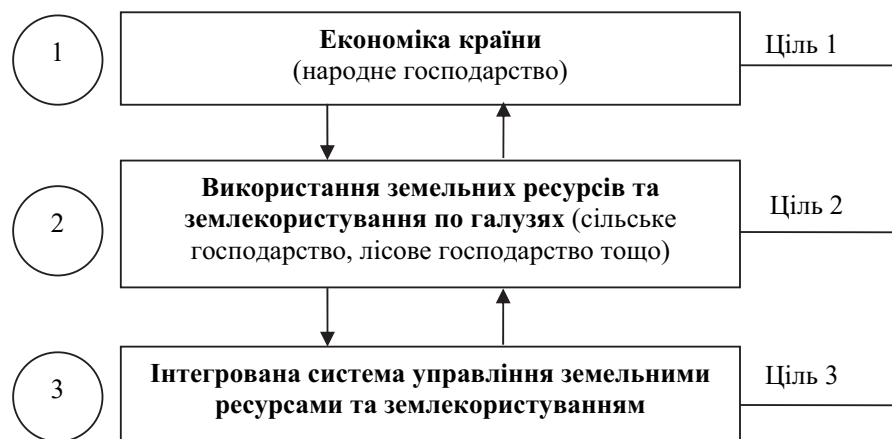 1
Економіка країни
(народне господарство)
Ціль 1
2
Використання земельних ресурсів та
землекористування по галузях (сільське
господарство, лісове господарство тощо)
Ціль 2
3
Інтегрована система управління земельними
ресурсами та землекористуванням
Ціль 3